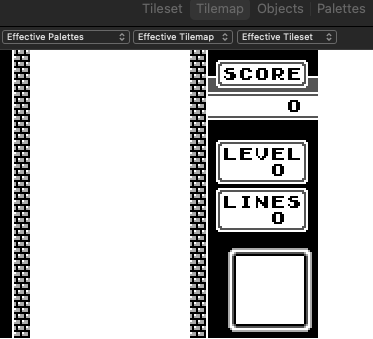 Tileset Tilemap Objects Palettes
Effective Palettes Effective Tilemap Effective Tileset
SCORE
0
LEVEL
0
LINES
0